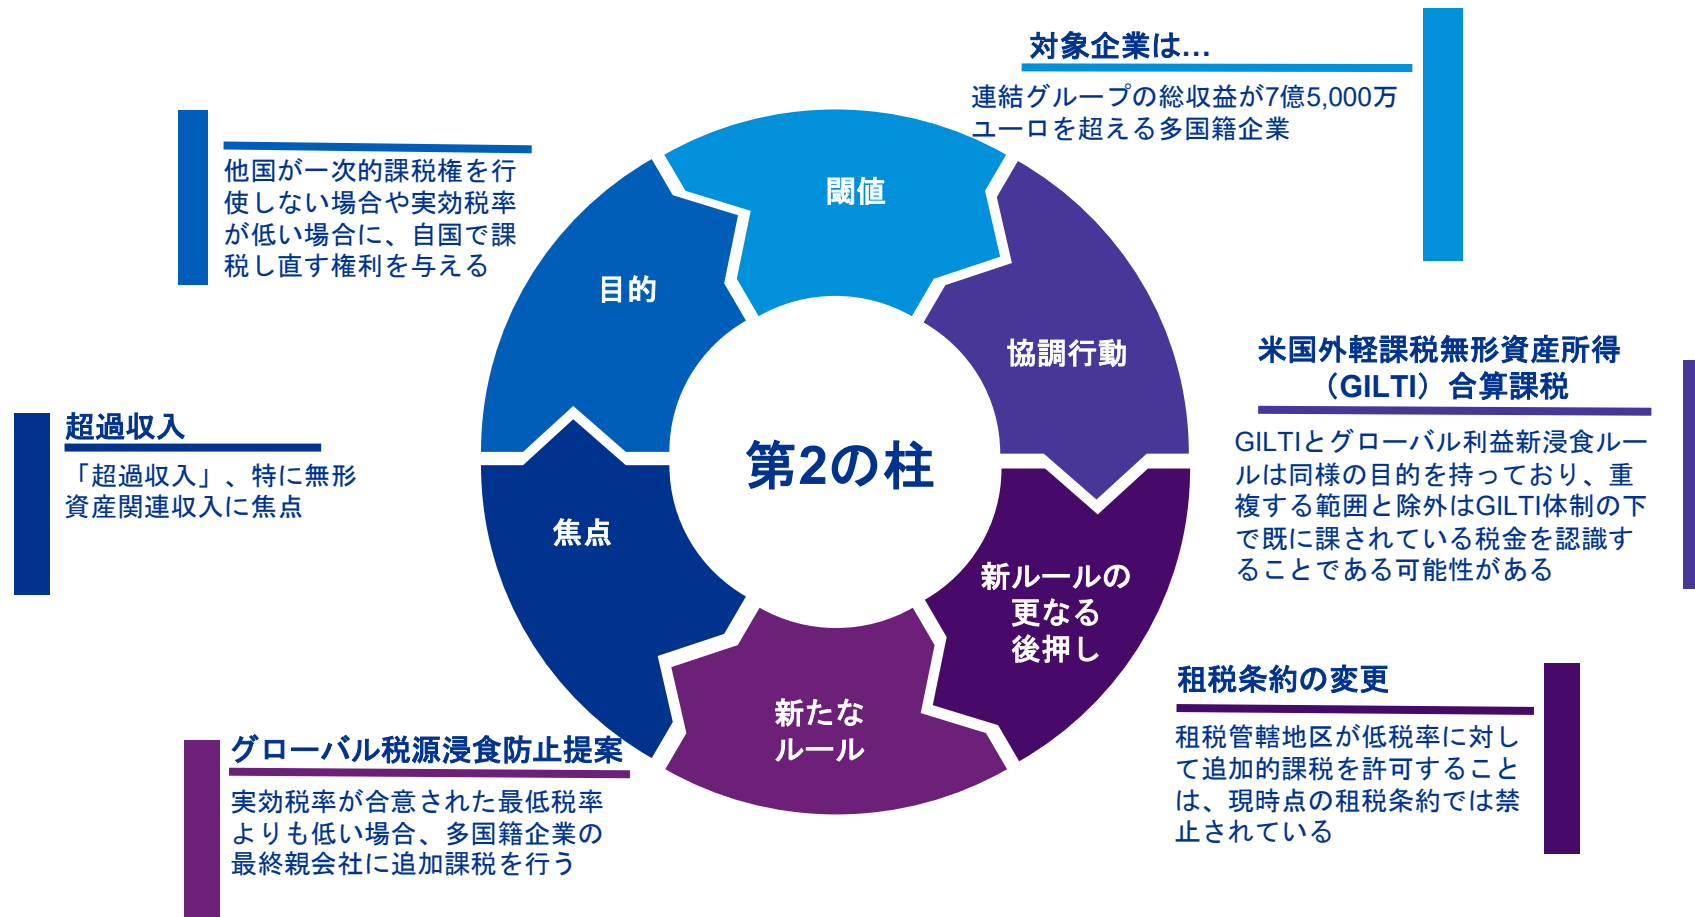 対象企業は…
連結グループの総収益が7億5,000万
ユーロを超える多国籍企業
他国が一次的課税権を行
使しない場合や実効税率
が低い場合に、自国で課
税し直す権利を与える
閾値
目的
協調行動
米国外軽課税無形資産所得
（GILTI）合算課税
GILTIとグローバル利益新浸食ルー
ルは同様の目的を持っており、重
複する範囲と除外はGILTI体制の下
で既に課されている税金を認識す
ることである可能性がある
超過収入
「超過収入」、特に無形
資産関連収入に焦点
第2の柱
焦点
新ルールの
更なる
後押し
新たな
ルール
租税条約の変更
租税管轄地区が低税率に対し
て追加的課税を許可すること
は、現時点の租税条約では禁
止されている
グローバル税源浸食防止提案
実効税率が合意された最低税率
よりも低い場合、多国籍企業の
最終親会社に追加課税を行う